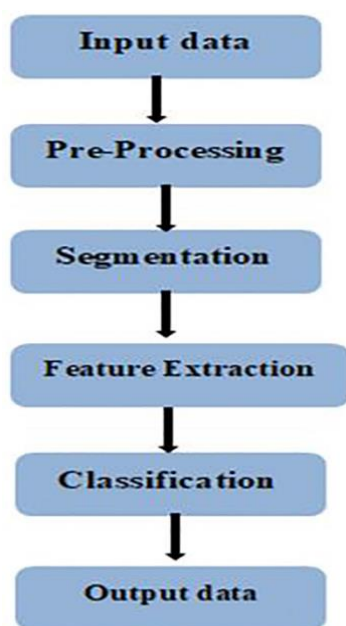 Input data
Pre-Processing
Segmentation
Feature Extraction
Classification
Output data